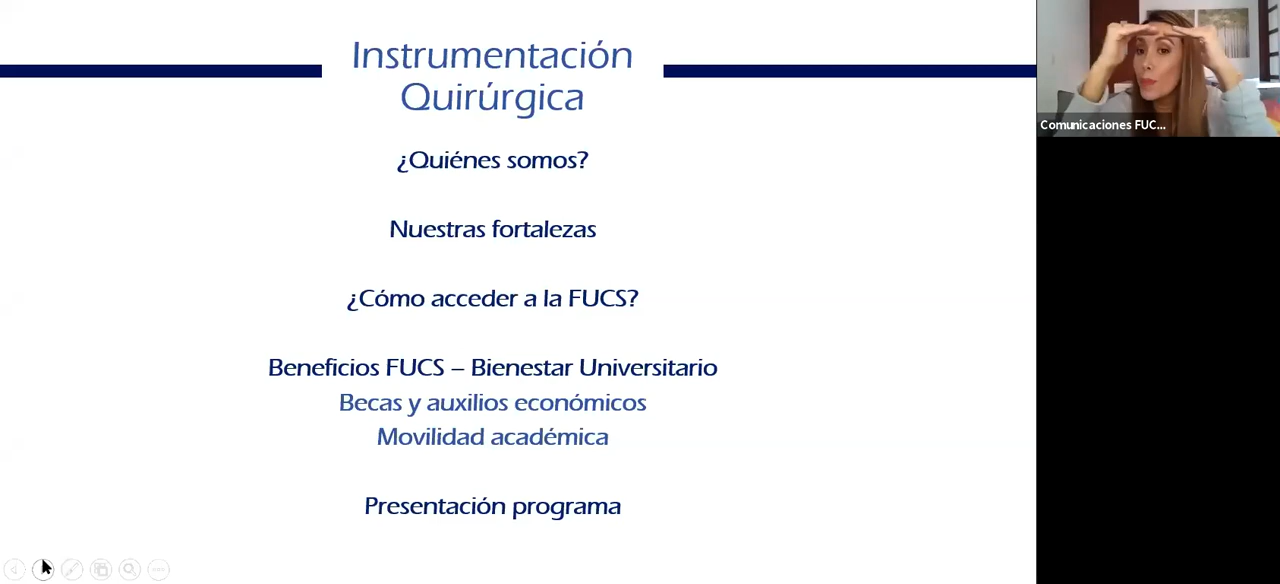 Instrumentación
Quirúrgica
¿Quiénes somos?
Nuestras fortalezas
¿Cómo acceder a la FUCS?
Beneficios FUCS – Bienestar Universitario
Becas y auxilios económicos
Movilidad académica
Presentación programa
Comunicaciones FUC...